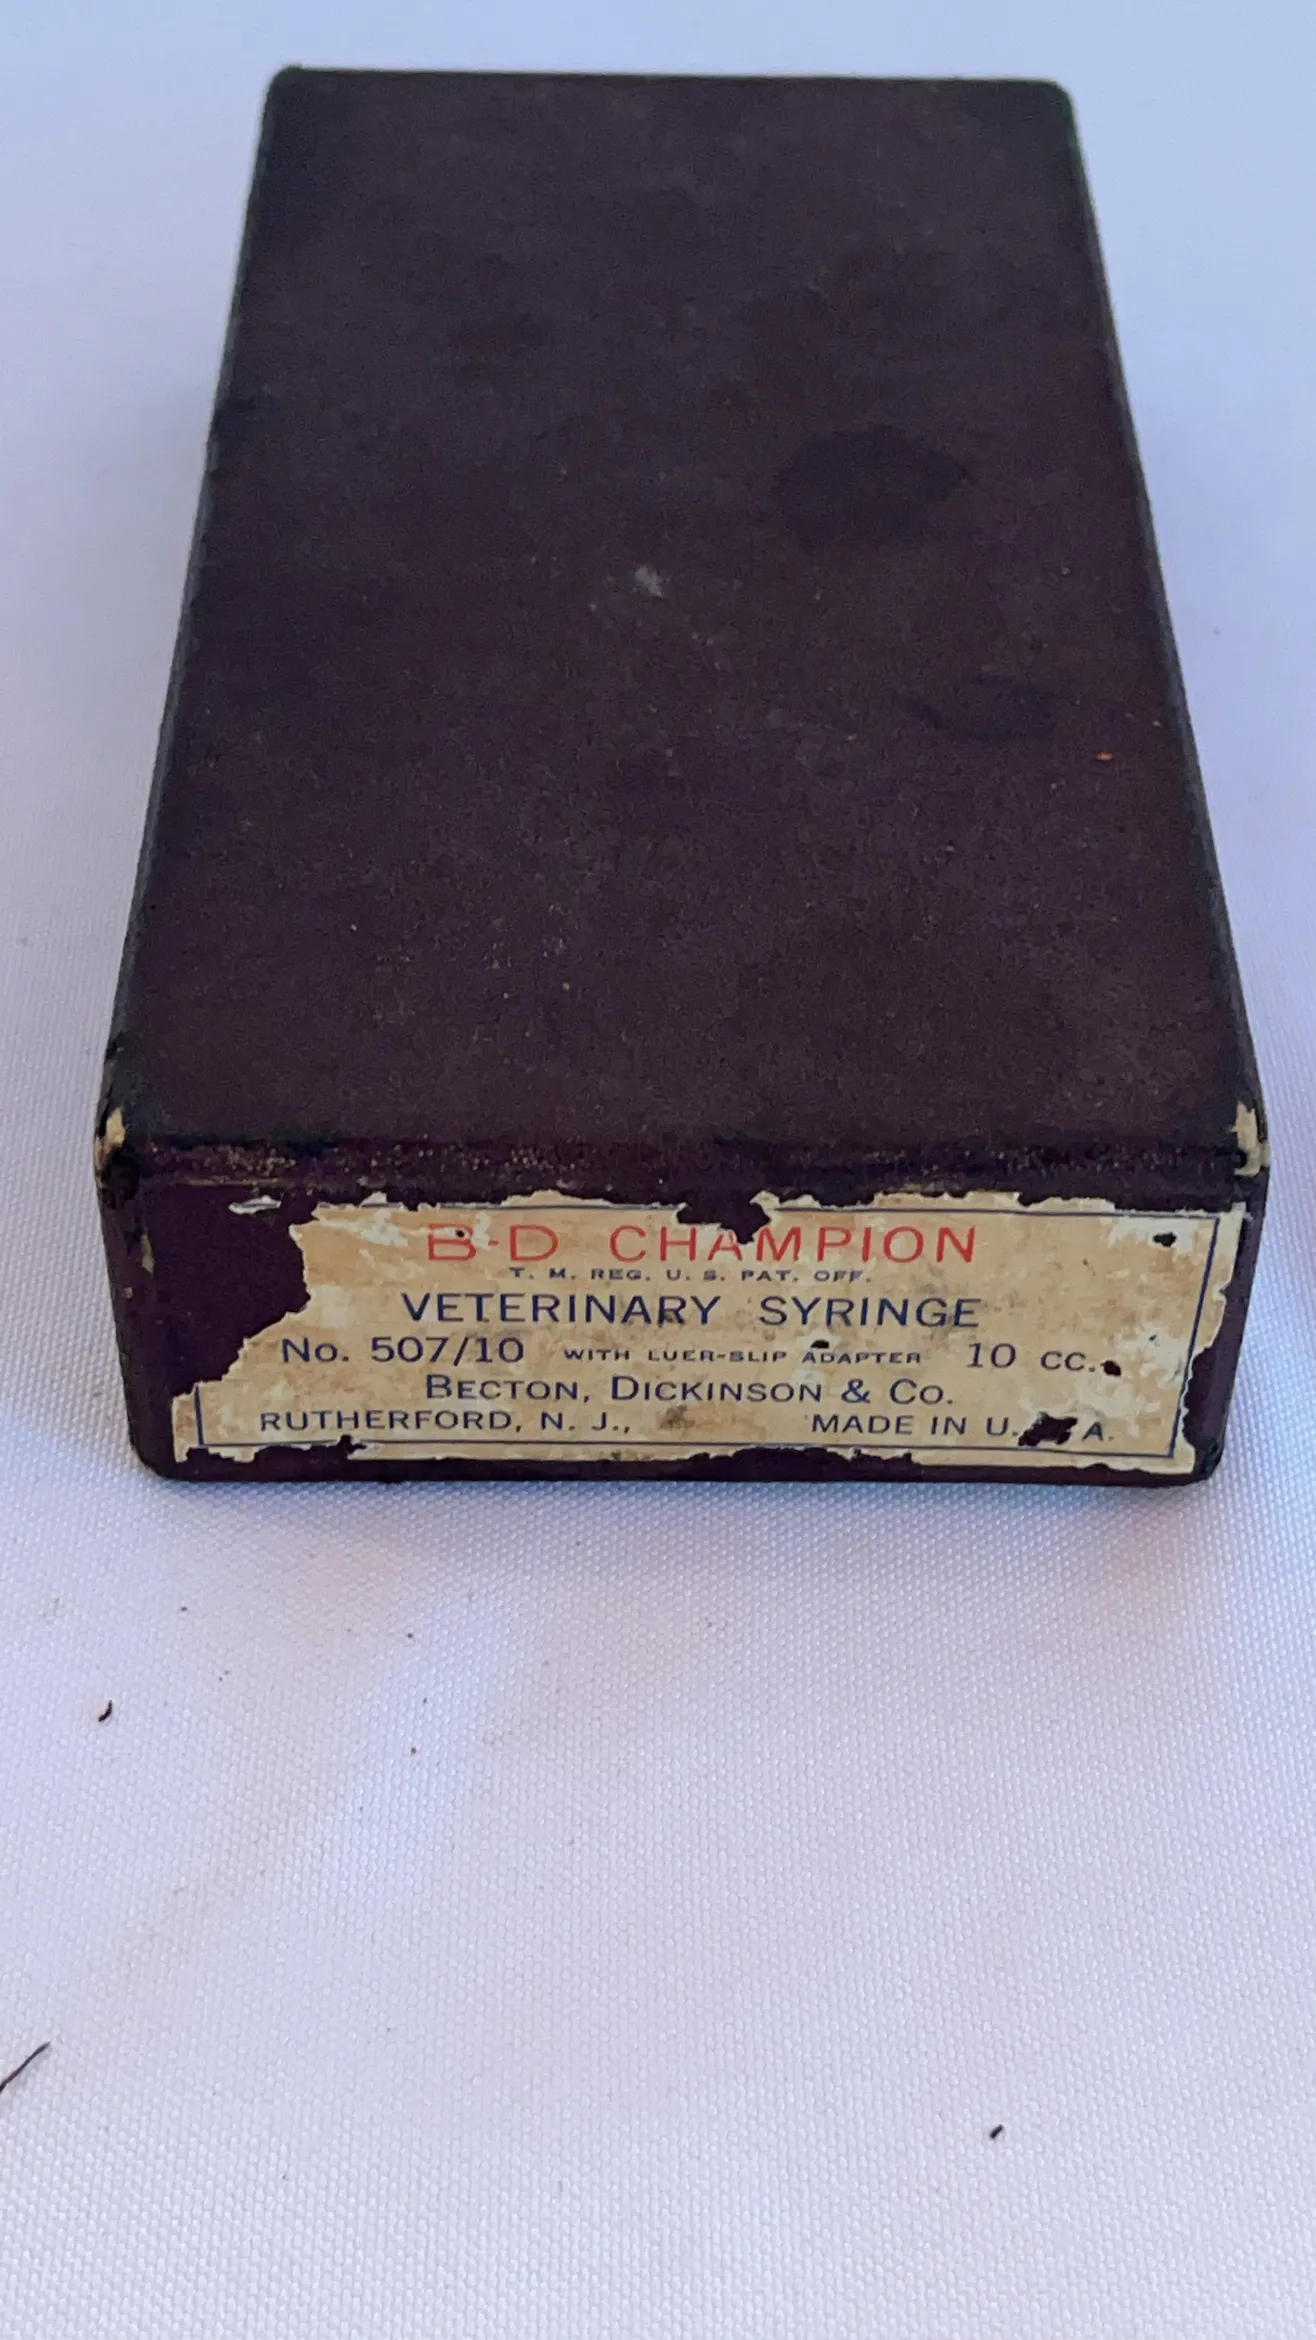 B-D CHAMPION
T. M. REG. U. S. PAT. OFF.
VETERINARY SYRINGE
No. 507/10 WITH LUER-SLIP ADAPTER 10 CC.
BECTON, DICKINSON & CO.
RUTHERFORD, N. J., MADE IN U. A.